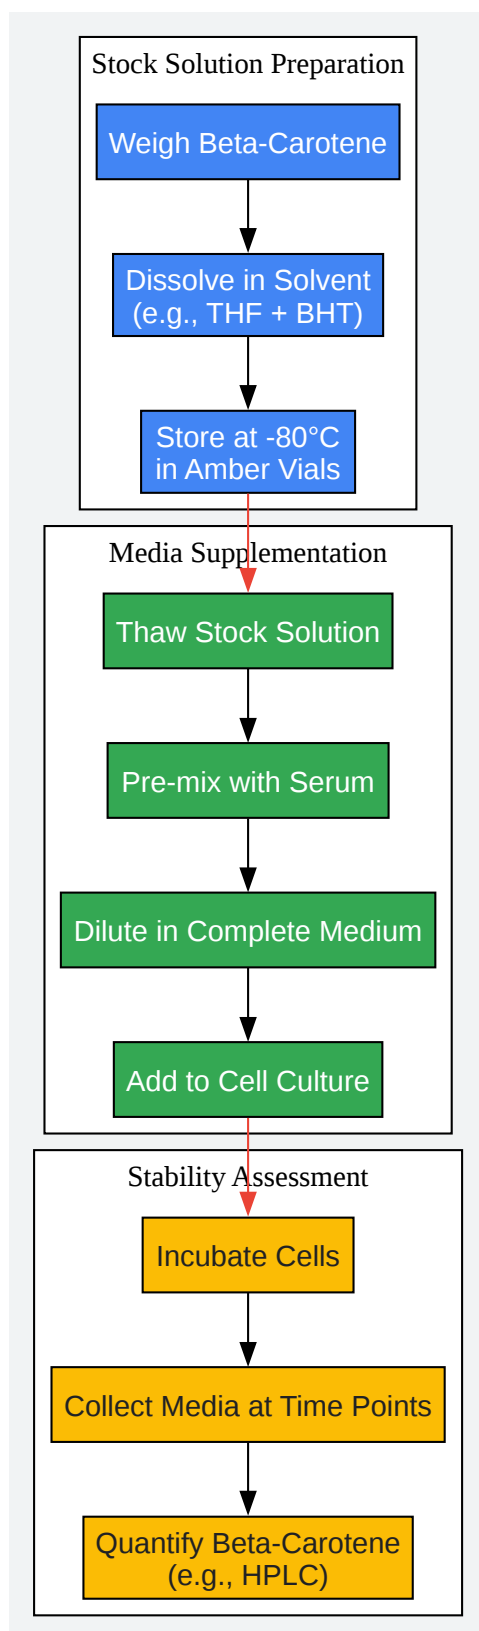 Stock Solution Preparation
Weigh Beta-Carotene
Dissolve in Solvent
(e.g., THF + BHT)
Store at -80°C
in Amber Vials
Media Supplementation
Thaw Stock Solution
Pre-mix with Serum
Dilute in Complete Medium
Add to Cell Culture
Stability Assessment
Incubate Cells
Collect Media at Time Points
Quantify Beta-Carotene
(e.g., HPLC)